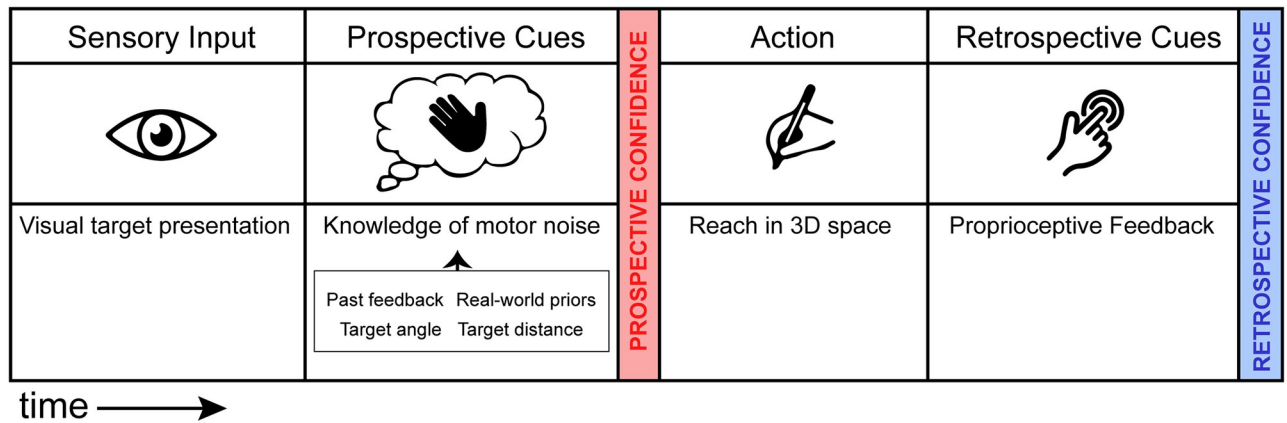 Sensory Input
Prospective Cues
PROSPECTIVE CONFIDENCE
Action
Retrospective Cues
RETROSPECTIVE CONFIDENCE
Visual target presentation
Knowledge of motor noise
Reach in 3D space
Proprioceptive Feedback
Past feedback Real-world priors
Target angle Target distance
time